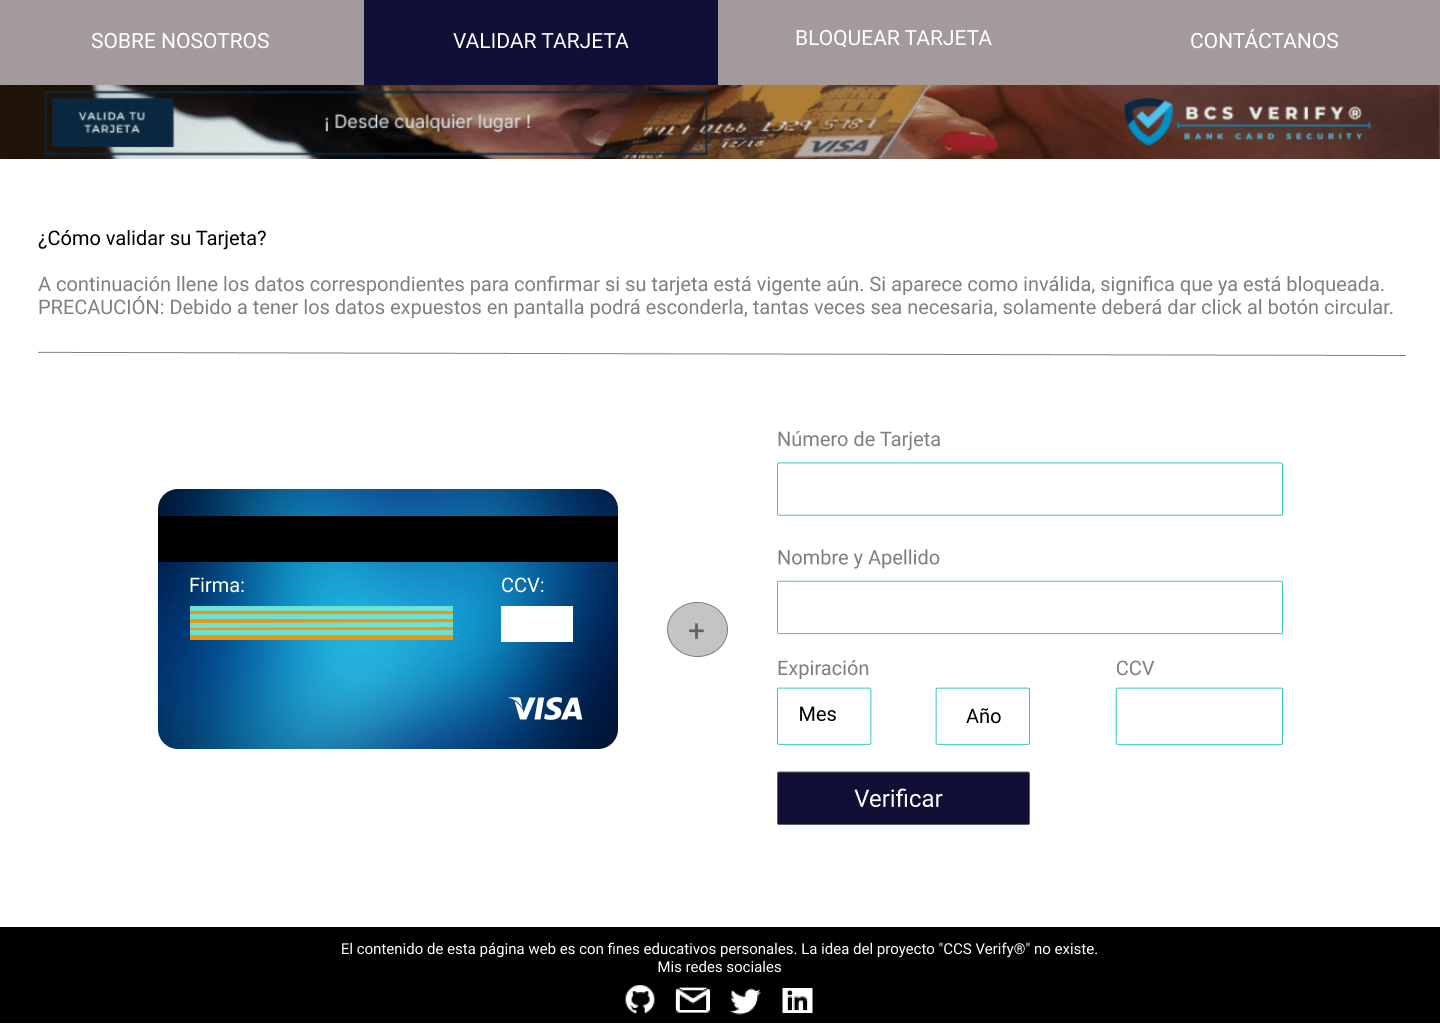 SOBRE NOSOTROS
VALIDAR TARJETA
BLOQUEAR TARJETA
CONTÁCTANOS
VALIDA TU
TARJETA
¡ Desde cualquier lugar !
5187
12/18
VISA
BCS VERIFY®
BANK CARD SECURITY
¿Cómo validar su Tarjeta?
A continuación llene los datos correspondientes para confirmar si su tarjeta está vigente aún. Si aparece como inválida, significa que ya está bloqueada.
PRECAUCIÓN: Debido a tener los datos expuestos en pantalla podrá esconderla, tantas veces sea necesaria, solamente deberá dar click al botón circular.
Firma:
CCV:
VISA
+
Número de Tarjeta
Nombre y Apellido
Expiración
CCV
Mes
Año
Verificar
El contenido de esta página web es con fines educativos personales. La idea del proyecto "CCS Verify®" no existe.
Mis redes sociales
in